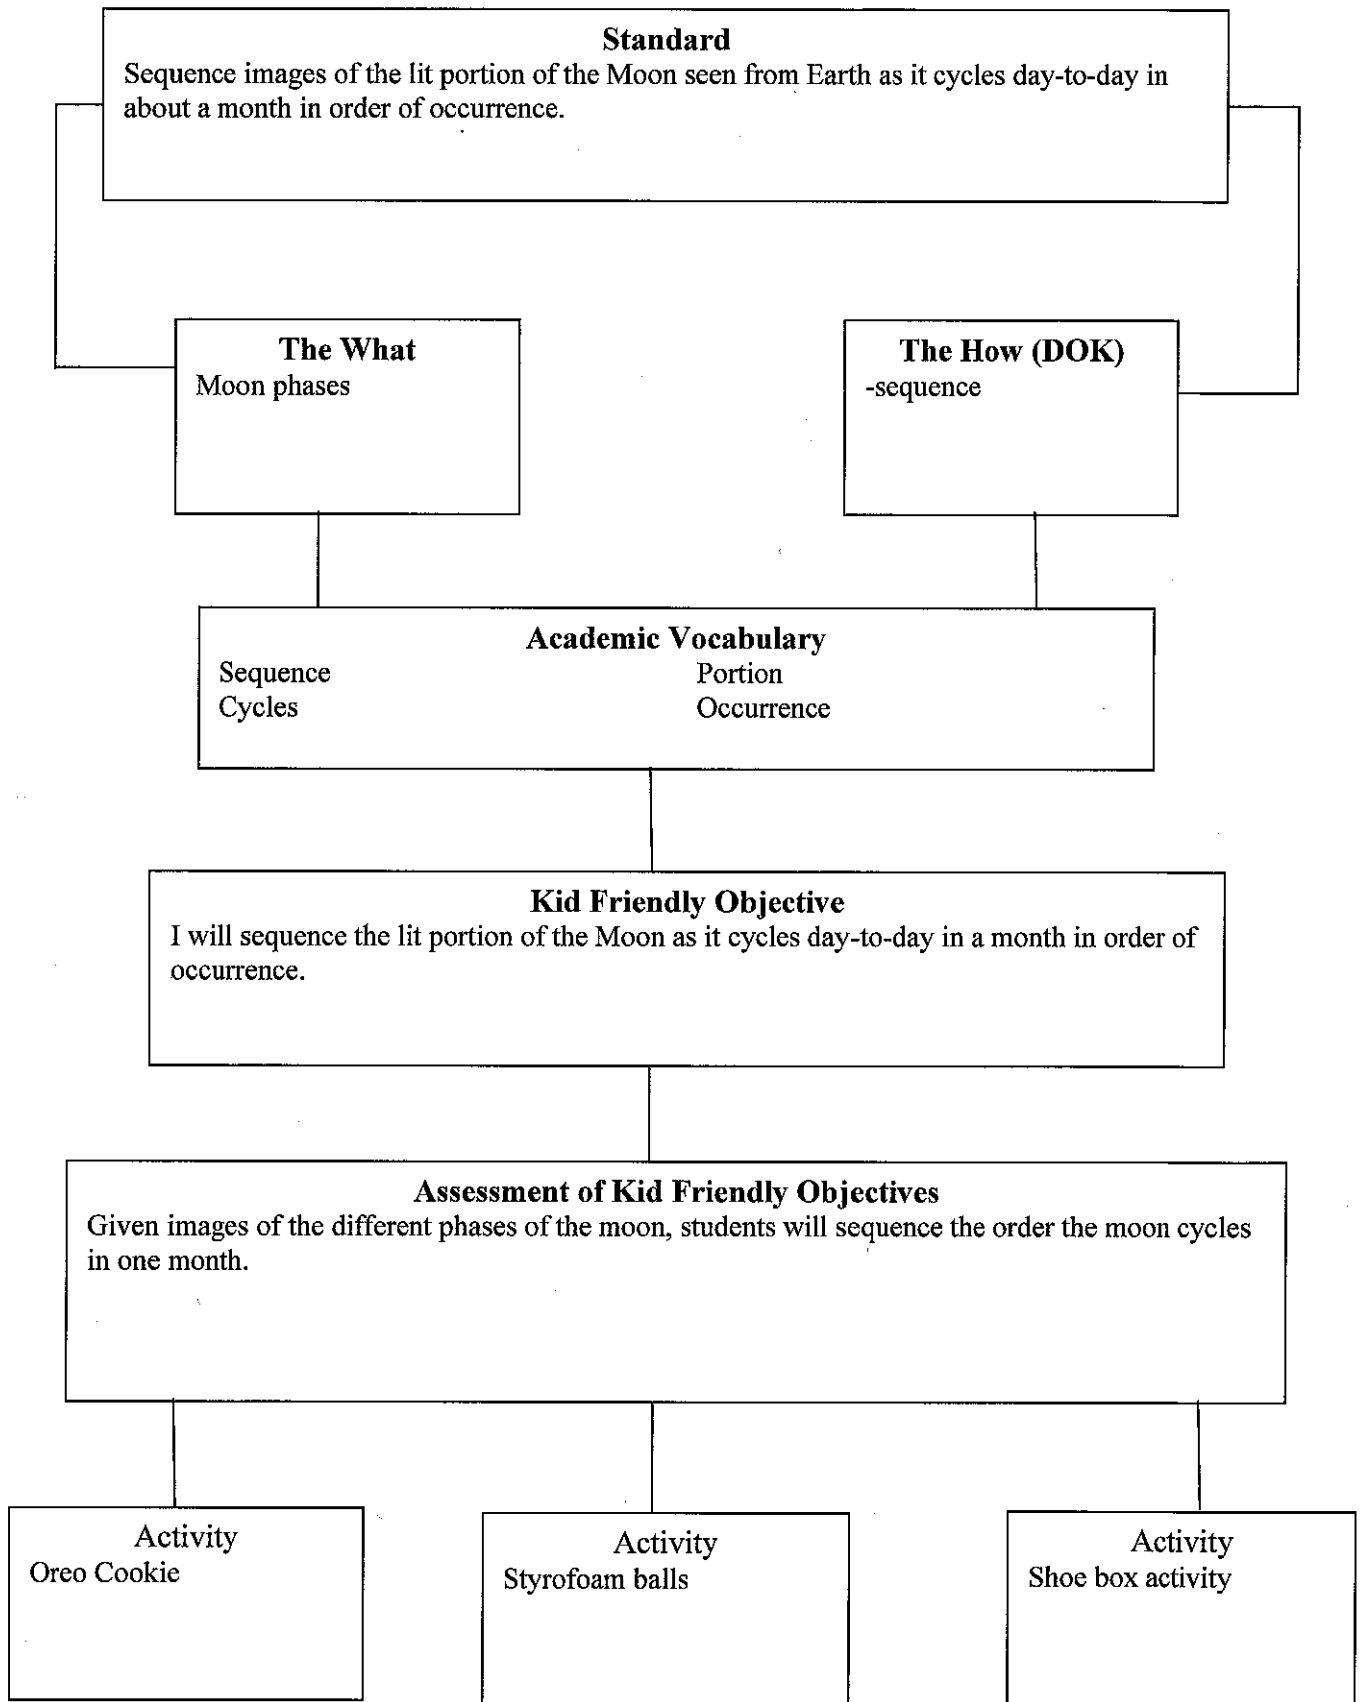 Standard
Sequence images of the lit portion of the Moon seen from Earth as it cycles day-to-day in
about a month in order of occurrence.
The What
Moon phases
The How (DOK)
-sequence
Academic Vocabulary
Sequence
Portion
Cycles
Occurrence
Kid Friendly Objective
I will sequence the lit portion of the Moon as it cycles day-to-day in a month in order of
occurrence.
Assessment of Kid Friendly Objectives
Given images of the different phases of the moon, students will sequence the order the moon cycles
in one month.
Activity
Oreo Cookie
Activity
Styrofoam balls
Activity
Shoe box activity